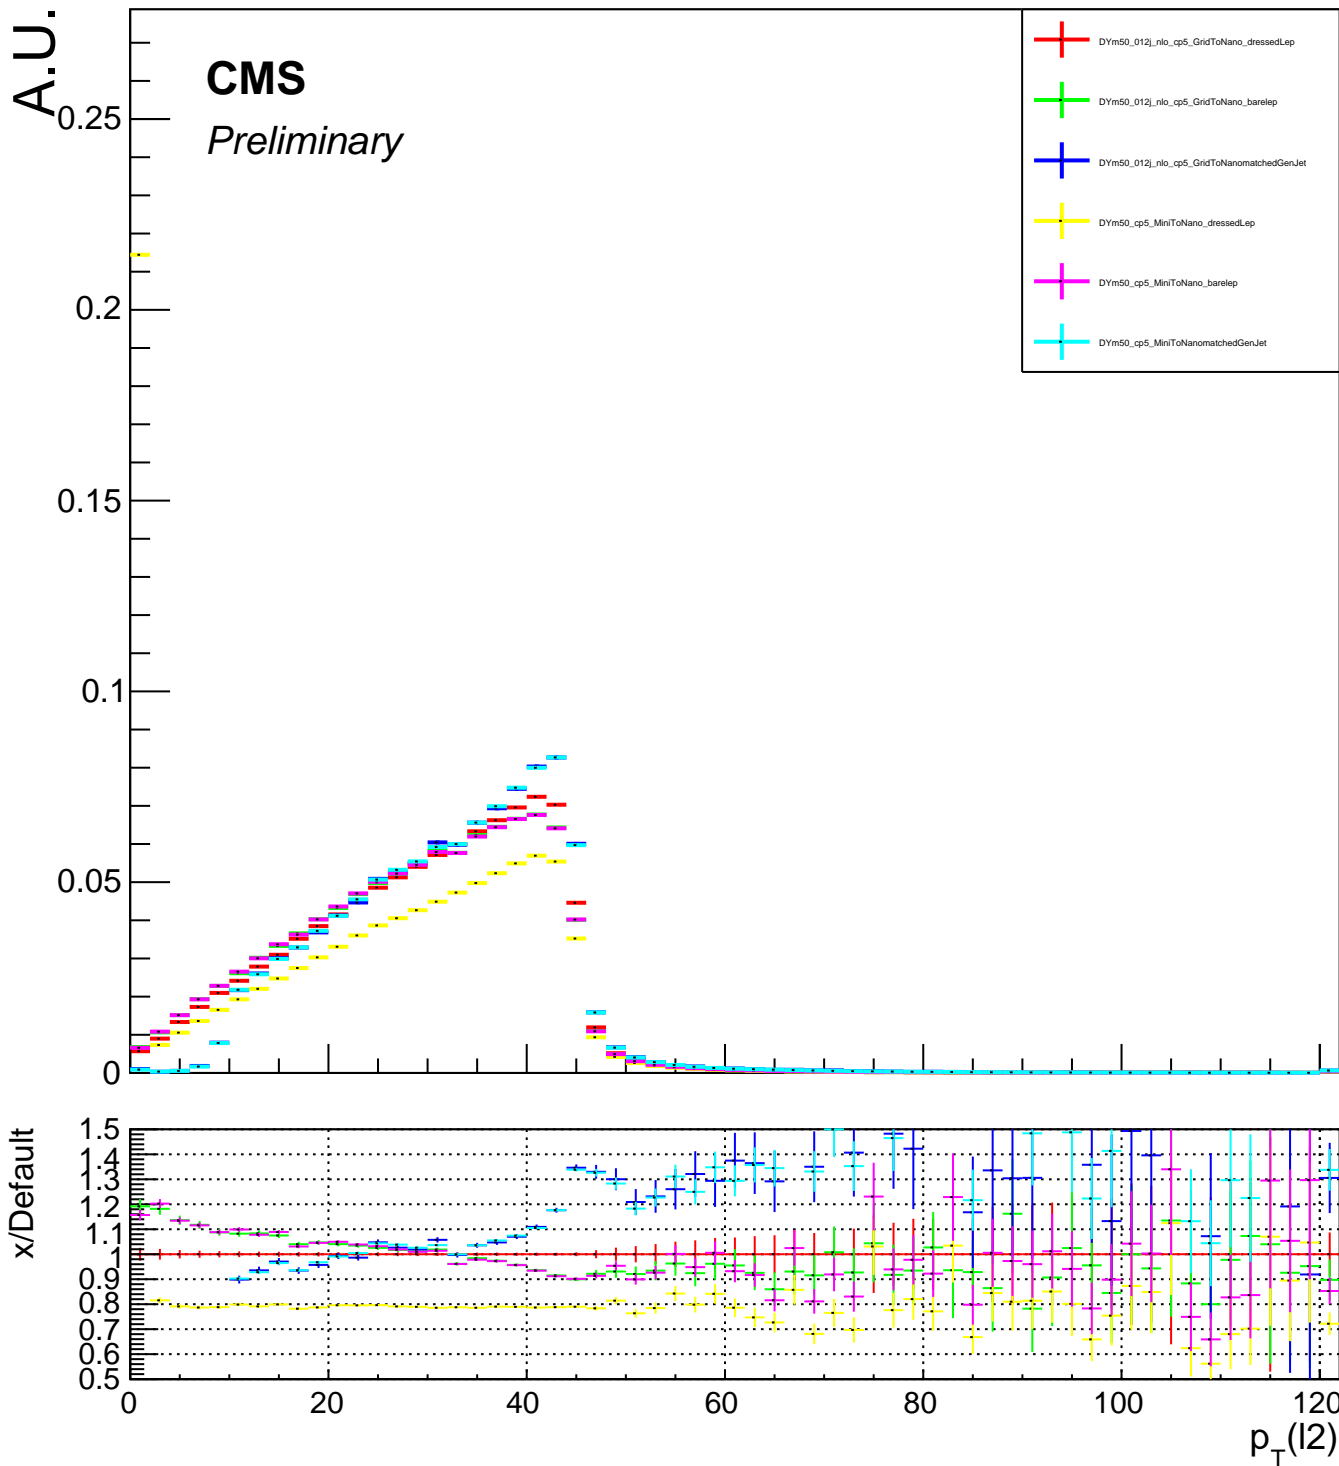 A.U.
CMS
Preliminary
DYm50_012j_nlo_cp5_GridToNano_dressedLep
DYm50_012j_nlo_cp5_GridToNano_barelep
DYm50_012j_nlo_cp5_GridToNanomatchedGenJet
DYm50_cp5_MiniToNano_dressedLep
DYm50_cp5_MiniToNano_barelep
DYm50_cp5_MiniToNanomatchedGenJet
0.25
0.2
0.15
0.1
0.05
0
x/Default
1.5
1.4
1.3
1.2
1.1
1
0.9
0.8
0.7
0.6
0.5
0 20 40 60 80 100 120
p_T(l2)